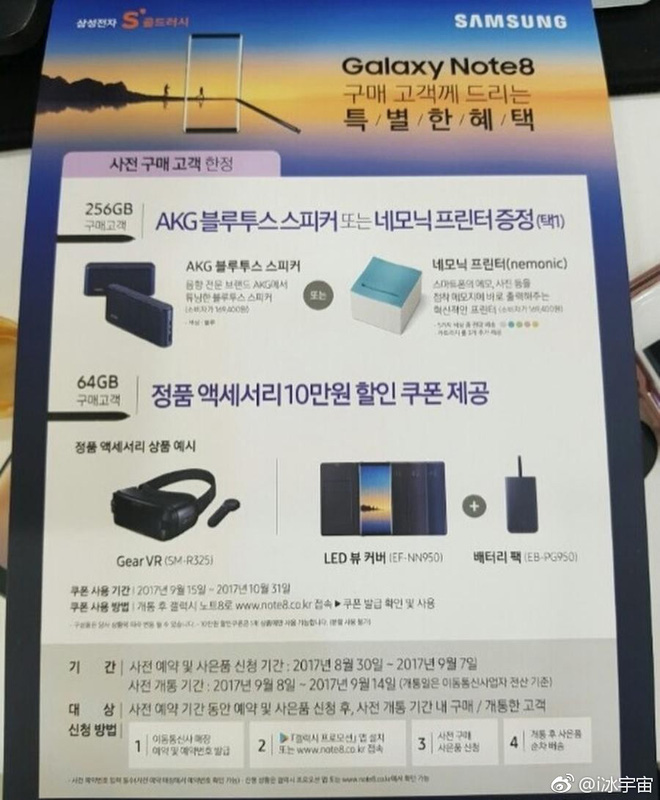 삼성전자 S+ 골드러시
SAMSUNG
Galaxy Note8
구매 고객께 드리는
특/별/한/혜/택
사전 구매 고객 한정
256GB
구매고객
AKG 블루투스 스피커 또는 네모닉 프린터 증정(택1)
AKG 블루투스 스피커
음향 전문 브랜드 AKG에서
튜닝한 블루투스 스피커
(소비자가 169,400원)
- 색상 : 블루
또는
네모닉 프린터(nemonic)
스마트폰의 메모, 사진 등을
점착 메모지에 바로 출력해주는
혁신적인 프린터 (소비자가 169,400원)
64GB
구매고객
정품 액세서리 10만원 할인 쿠폰 제공
정품 액세서리 상품 예시
Gear VR (SM-R325)
LED 뷰 커버 (EF-NN950)
+
배터리 팩 (EB-PG950)
쿠폰 사용 기간 : 2017년 9월 15일 ~ 2017년 10월 31일
쿠폰 사용 방법 : 개통 후 갤럭시 노트8로 www.note8.co.kr 접속 ▶ 쿠폰 발급 확인 및 사용
기 간
사전 예약 및 사은품 신청 기간 : 2017년 8월 30일 ~ 2017년 9월 7일
사전 개통 기간 : 2017년 9월 8일 ~ 2017년 9월 14일 (개통일은 이동통신사업자 전산 기준)
대 상
사전 예약 기간 동안 예약 및 사은품 신청 후, 사전 개통 기간 내 구매 / 개통한 고객
신청 방법
1 이동통신사 매장
예약 및 예약번호 발급
2 「갤럭시 프로모션」 앱 설치
또는 www.note8.co.kr 접속
3 사전 구매
사은품 신청
4 개통 후 사은품
순차 배송
@i冰宇宙